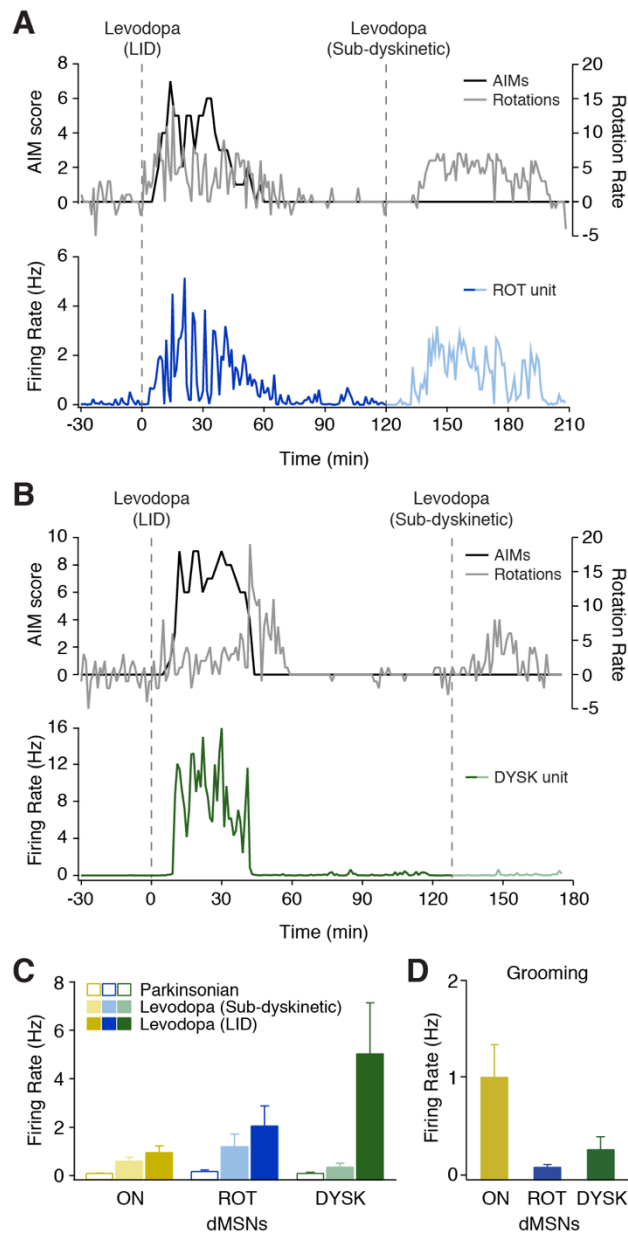 A
Levodopa
(LID)
Levodopa
(Sub-dyskinetic)
8
6
4
2
0
AIM score
AIMs
Rotations
20
15
10
5
0
-5
Rotation Rate
6
4
2
0
Firing Rate (Hz)
ROT unit
-30 0 30 60 90 120 150 180 210
Time (min)
B
Levodopa
(LID)
Levodopa
(Sub-dyskinetic)
10
8
6
4
2
0
AIM score
AIMs
Rotations
20
15
10
5
0
-5
Rotation Rate
16
12
8
4
0
Firing Rate (Hz)
DYSK unit
-30 0 30 60 90 120 150 180
Time (min)
C
8
6
4
2
0
Firing Rate (Hz)
Parkinsonian
Levodopa (Sub-dyskinetic)
Levodopa (LID)
ON ROT DYSK
dMSNs
D
Grooming
2
1
0
Firing Rate (Hz)
ON ROT DYSK
dMSNs